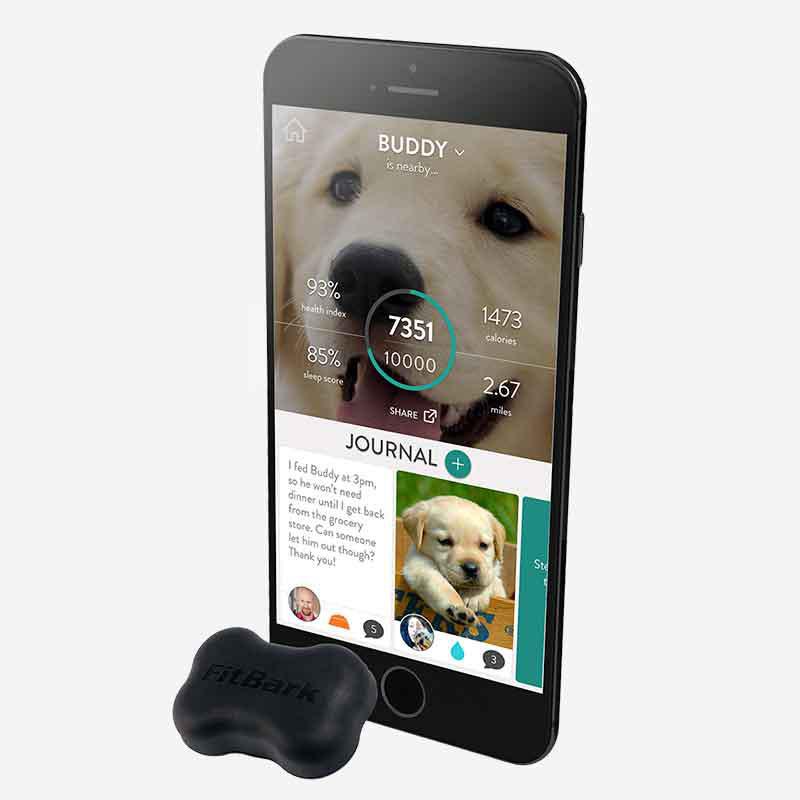 BUDDY
is nearby...
93%
health index
7351
1473
calories
85%
sleep score
10000
2.67
miles
SHARE
JOURNAL +
I fed Buddy at 3pm,
so he won't need
dinner until I get back
from the grocery
store. Can someone
let him out though?
Thank you!
5
3
FitBark